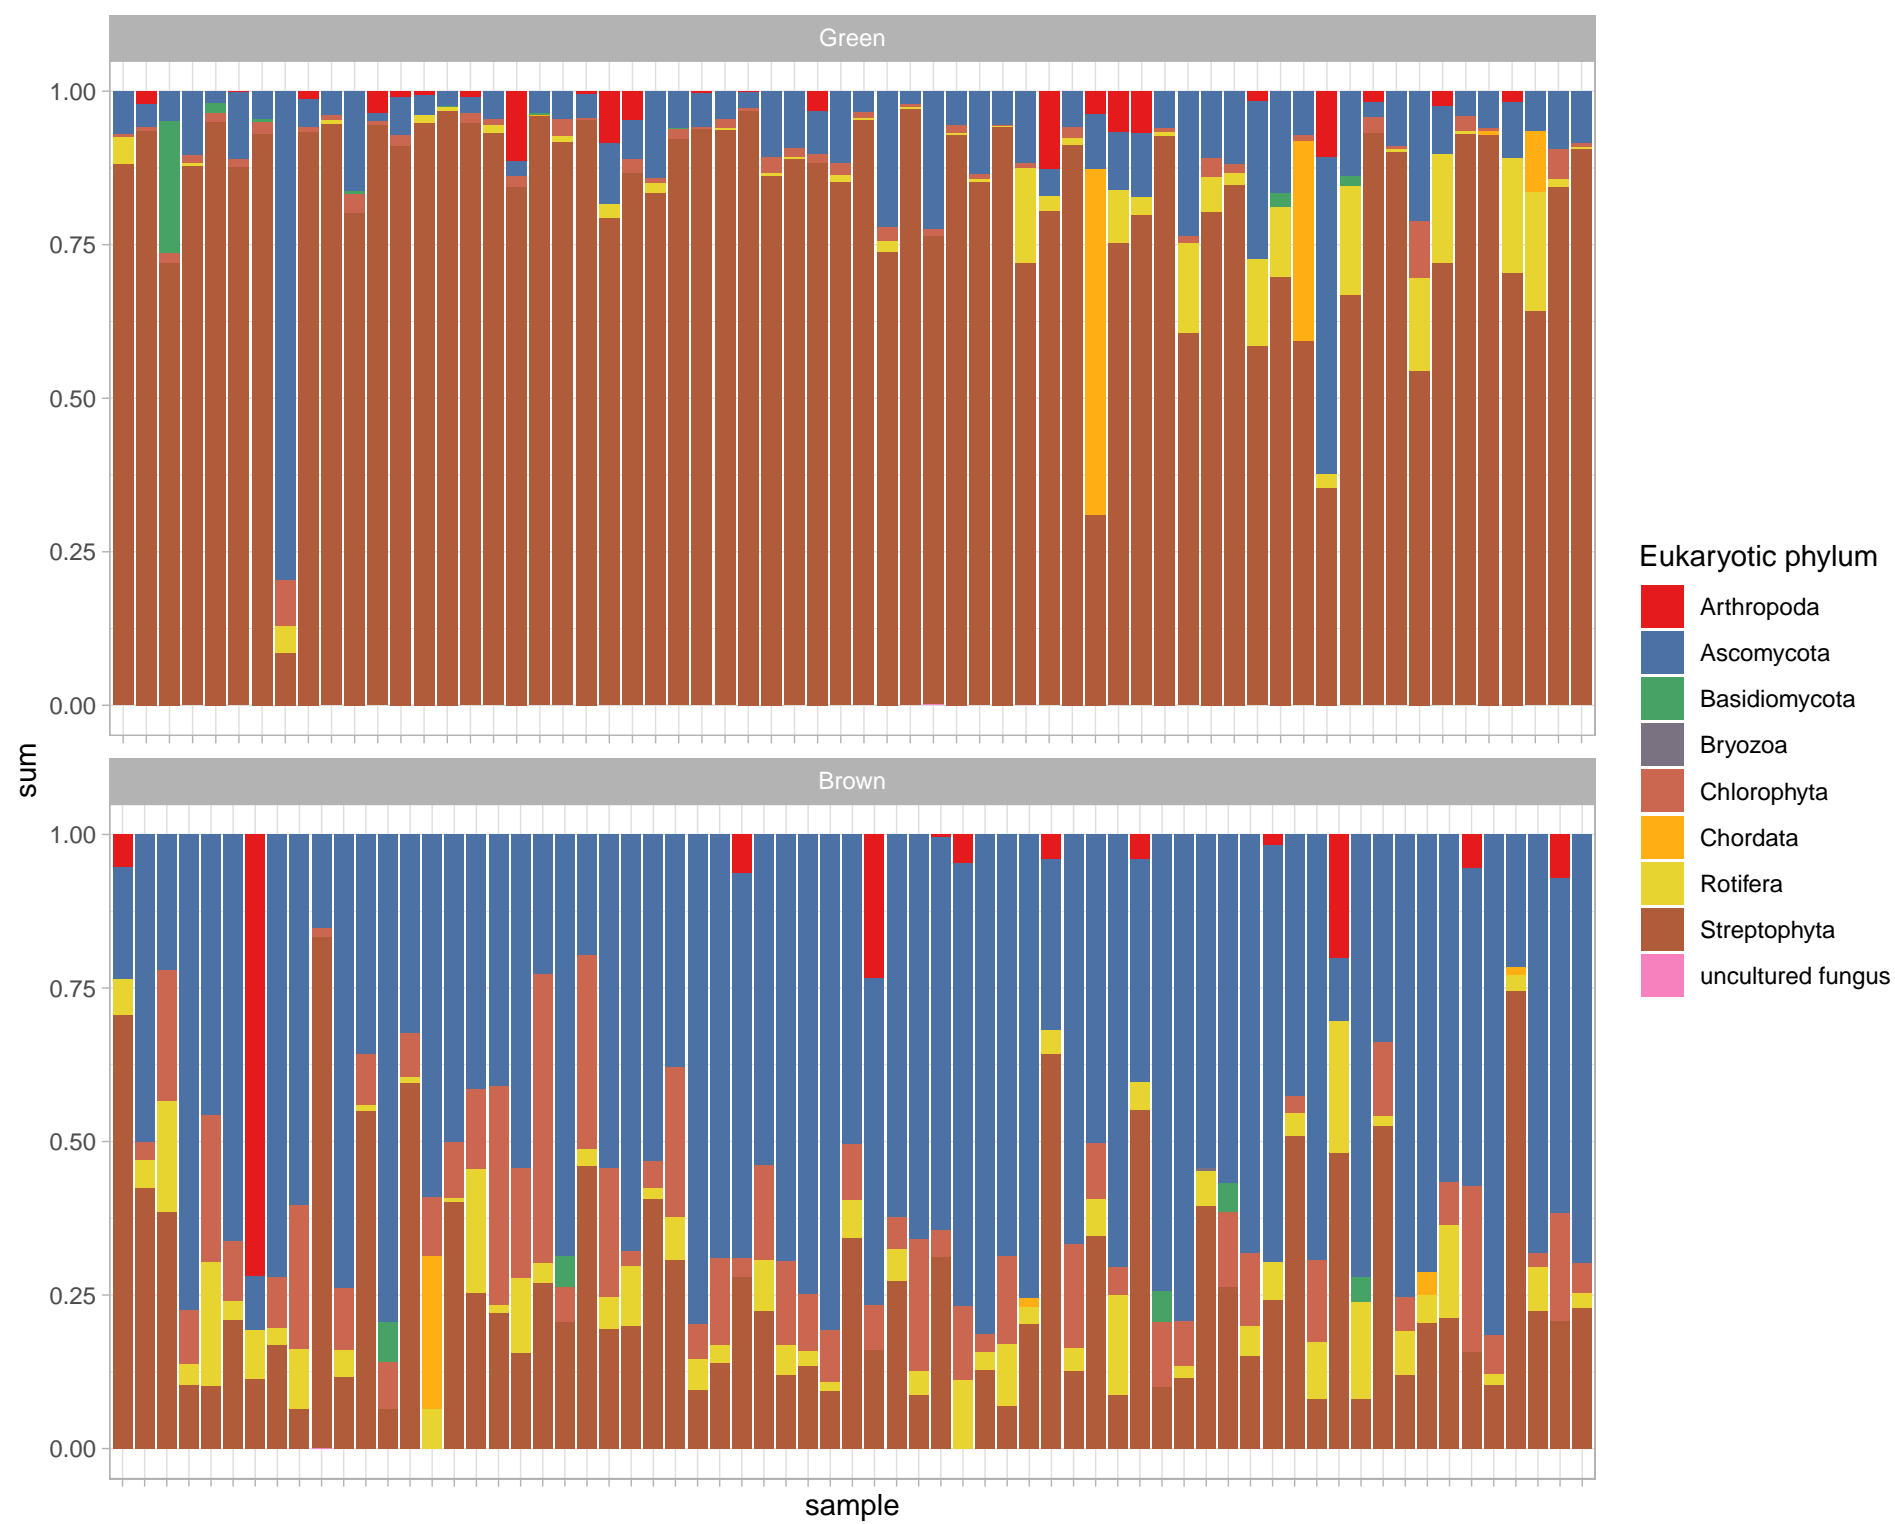 Green
1.00
0.75
0.50
0.25
0.00
Brown
1.00
0.75
0.50
0.25
0.00
sum
sample
Eukaryotic phylum
Arthropoda
Ascomycota
Basidiomycota
Bryozoa
Chlorophyta
Chordata
Rotifera
Streptophyta
uncultured fungus